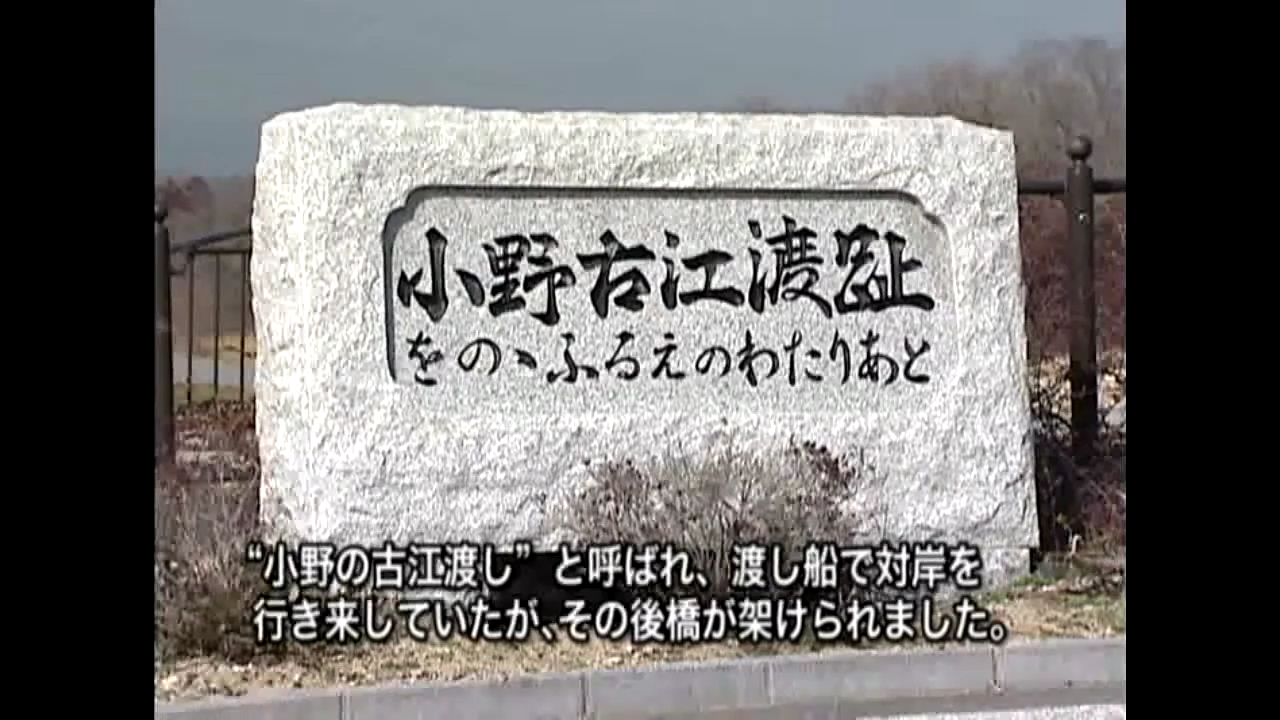 小野古江渡趾
をのゝふるえのわたりあと
“小野の古江渡し”と呼ばれ、渡し船で対岸を
行き来していたが、その後橋が架けられました。